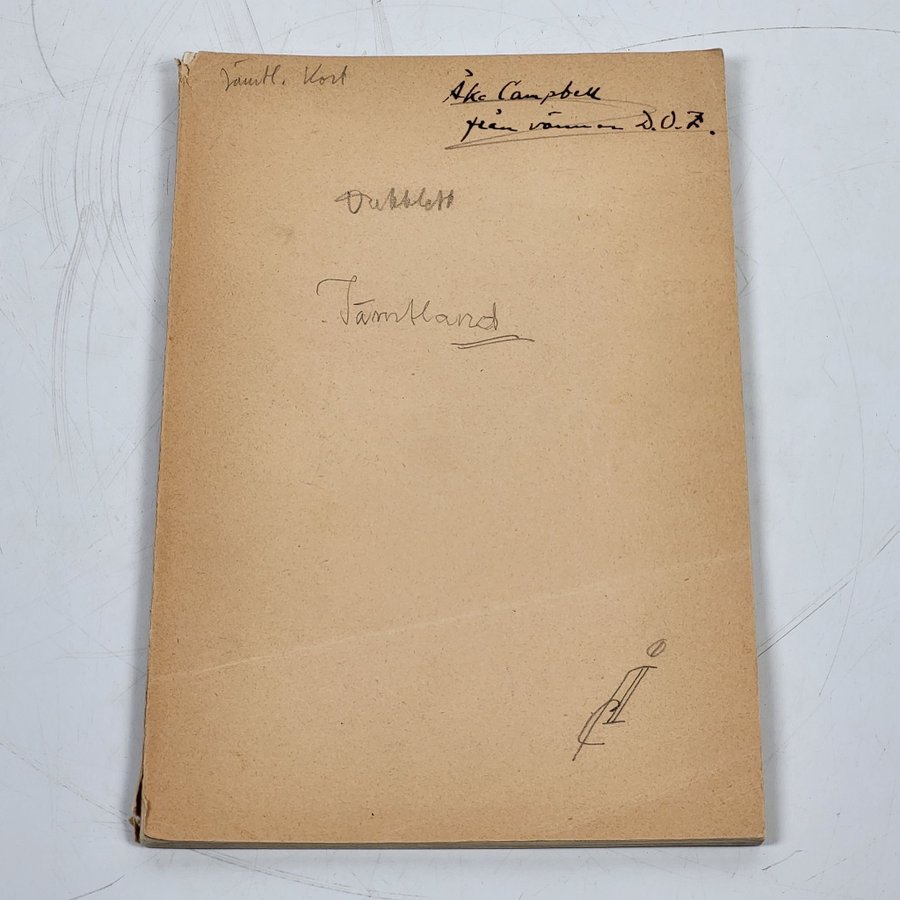 Jämtl. Kort
Åke Campbell
från vännen D.O.Z.
Dubblett
Jämtland